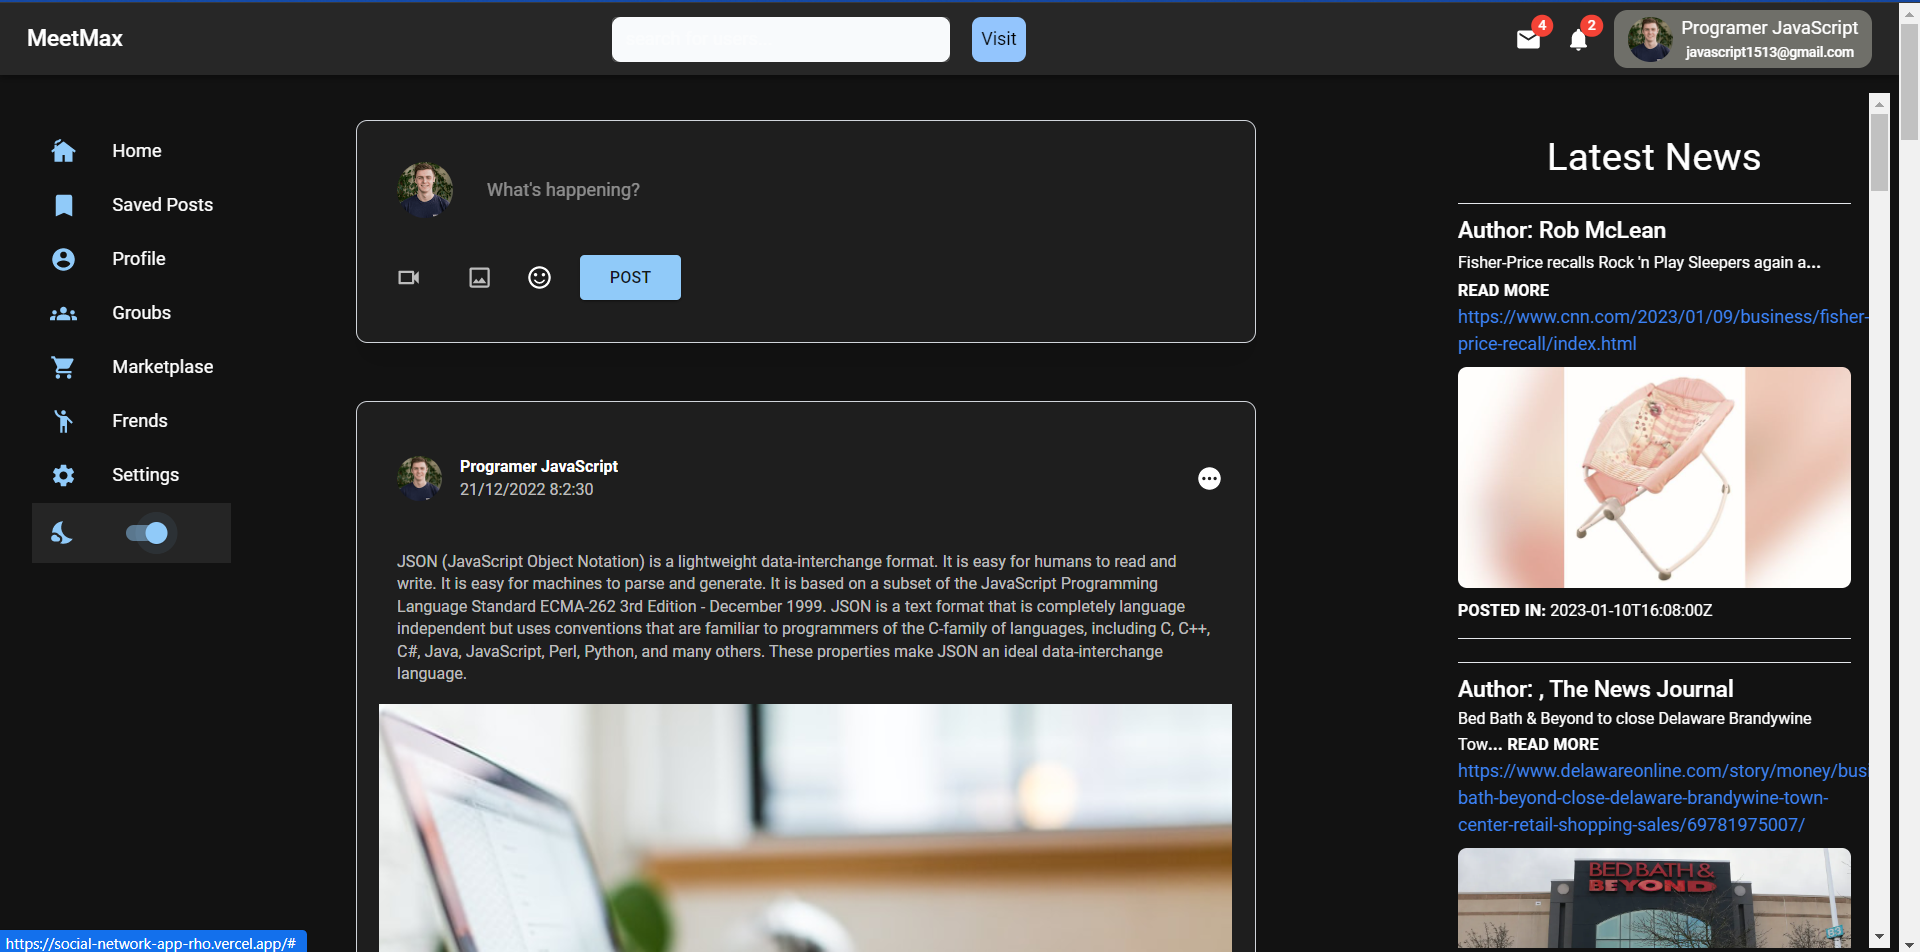 MeetMax
Visit
4
2
Programer JavaScript
javascript1513@gmail.com
Home
Saved Posts
Profile
Groubs
Marketplase
Frends
Settings
What's happening?
POST
Programer JavaScript
21/12/2022 8:2:30
JSON (JavaScript Object Notation) is a lightweight data-interchange format. It is easy for humans to read and
write. It is easy for machines to parse and generate. It is based on a subset of the JavaScript Programming
Language Standard ECMA-262 3rd Edition - December 1999. JSON is a text format that is completely language
independent but uses conventions that are familiar to programmers of the C-family of languages, including C, C++,
C#, Java, JavaScript, Perl, Python, and many others. These properties make JSON an ideal data-interchange
language.
Latest News
Author: Rob McLean
Fisher-Price recalls Rock 'n Play Sleepers again a...
READ MORE
https://www.cnn.com/2023/01/09/business/fisher-
price-recall/index.html
POSTED IN: 2023-01-10T16:08:00Z
Author: , The News Journal
Bed Bath & Beyond to close Delaware Brandywine
Tow... READ MORE
https://www.delawareonline.com/story/money/busi
bath-beyond-close-delaware-brandywine-town-
center-retail-shopping-sales/69781975007/
BED BATH &
BEYOND
https://social-network-app-rho.vercel.app/#